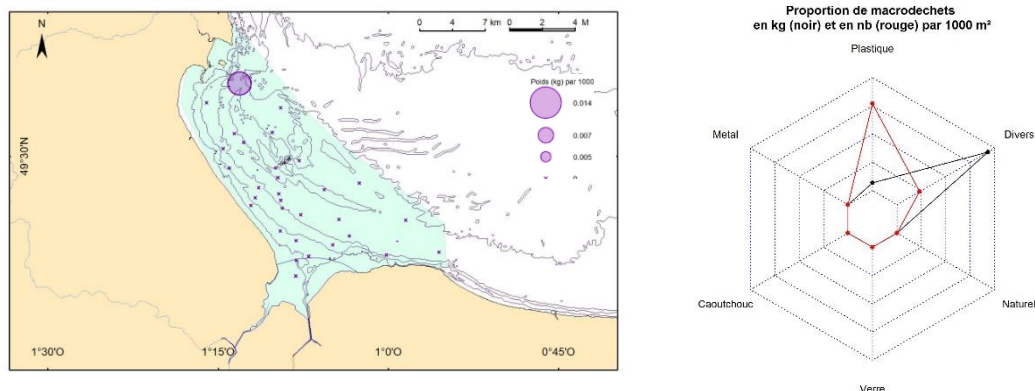 N
0 4 7 km 0 2 4 M
Poids (kg) par 1000
0.014
0.007
0.005
49°30'N
1°30'O 1°15'O 1°0'O 0°45'O
Proportion de macrodechets
en kg (noir) et en nb (rouge) par 1000 m²
Plastique
Metal
Divers
Caoutchouc
Naturel
Verre